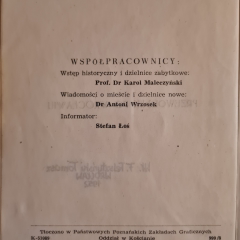 WSPÓŁPRACOWNICY:
Wstęp historyczny i dzielnice zabytkowe:
Prof. Dr Karol Maleczyński
Wiadomości o mieście i dzielnice nowe:
Dr Antoni Wrzosek
Informator:
Stefan Łoś
Tłoczono w Państwowych Poznańskich Zakładach Graficznych
Oddział w Kościanie